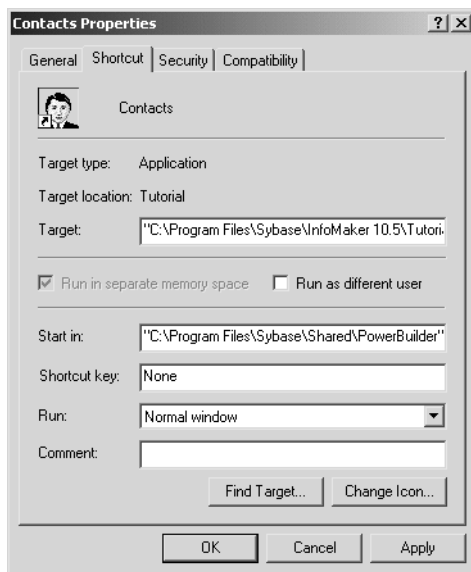 Contacts Properties
General Shortcut Security Compatibility
Contacts
Target type: Application
Target location: Tutorial
Target: "C:\Program Files\Sybase\InfoMaker 10.5\Tutoria
Run in separate memory space Run as different user
Start in: "C:\Program Files\Sybase\Shared\PowerBuilder"
Shortcut key: None
Run: Normal window
Comment:
Find Target... Change Icon...
OK Cancel Apply